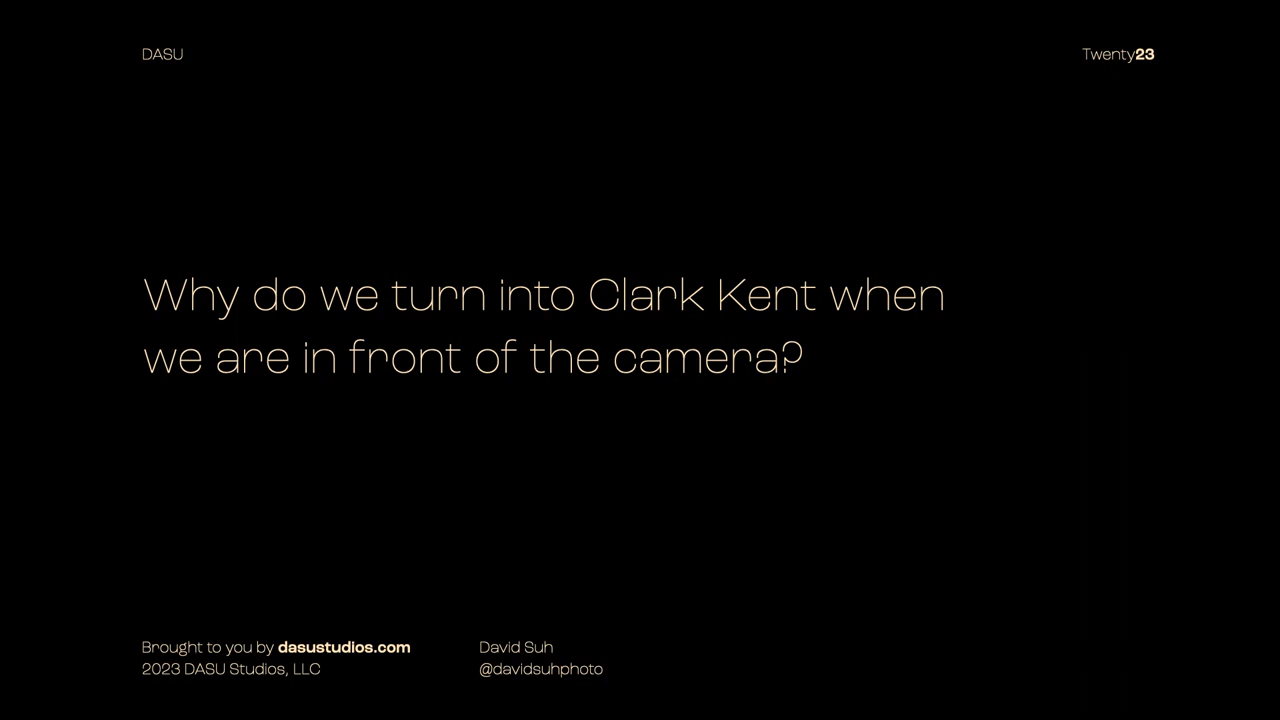 DASU
Twenty23
Why do we turn into Clark Kent when
we are in front of the camera?
Brought to you by dasustudios.com
2023 DASU Studios, LLC
David Suh
@davidsuhphoto